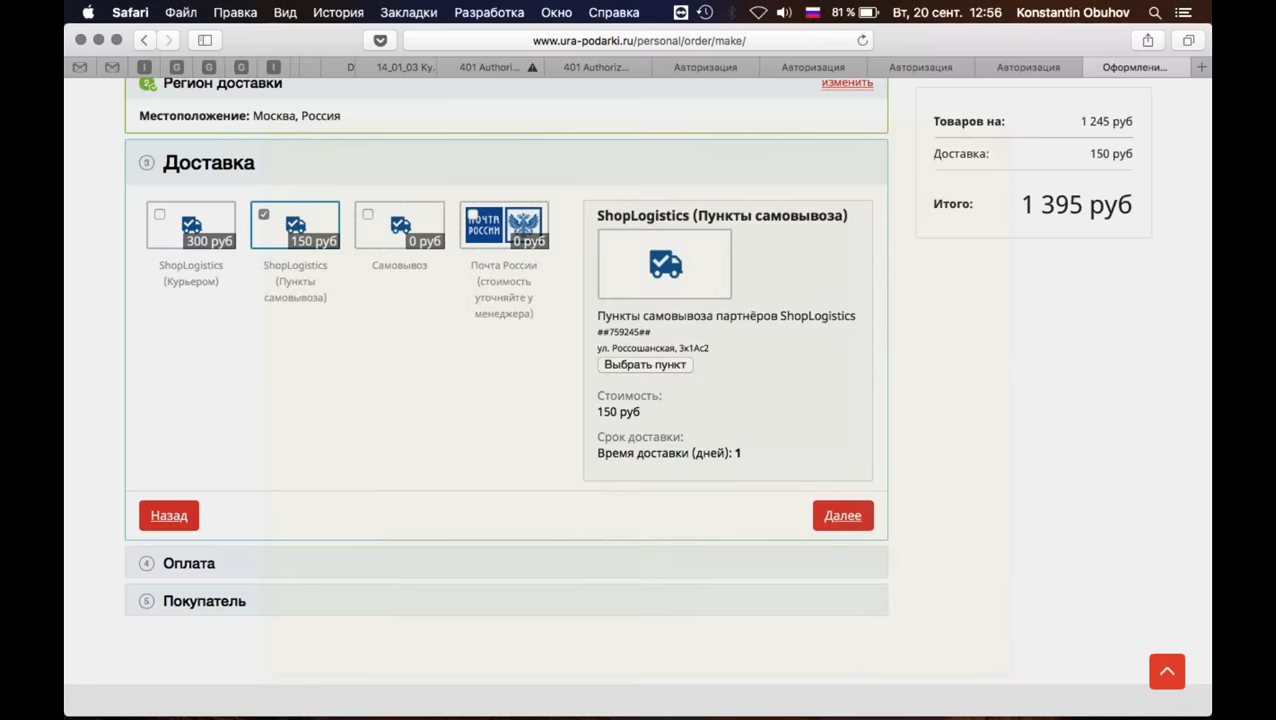 Safari Файл Правка Вид История Закладки Разработка Окно Справка 81 % Вт, 20 сент. 12:56 Konstantin Obuhov
www.ura-podarki.ru/personal/order/make/
I G G G I D 14_01_03 Ку... 401 Authori... 401 Authoriz... Авторизация Авторизация Авторизация Авторизация Оформлени...
2 Регион доставки изменить
Местоположение: Москва, Россия
Товаров на: 1 245 руб
Доставка: 150 руб
Итого: 1 395 руб
3 Доставка
300 руб 150 руб 0 руб ПОЧТА РОССИИ 0 руб
ShopLogistics
(Курьером)
ShopLogistics
(Пункты
самовывоза)
Самовывоз
Почта России
(стоимость
уточняйте у
менеджера)
ShopLogistics (Пункты самовывоза)
Пункты самовывоза партнёров ShopLogistics
##759245##
ул. Россошанская, 3к1Ас2
Выбрать пункт
Стоимость:
150 руб
Срок доставки:
Время доставки (дней): 1
Назад Далее
4 Оплата
5 Покупатель